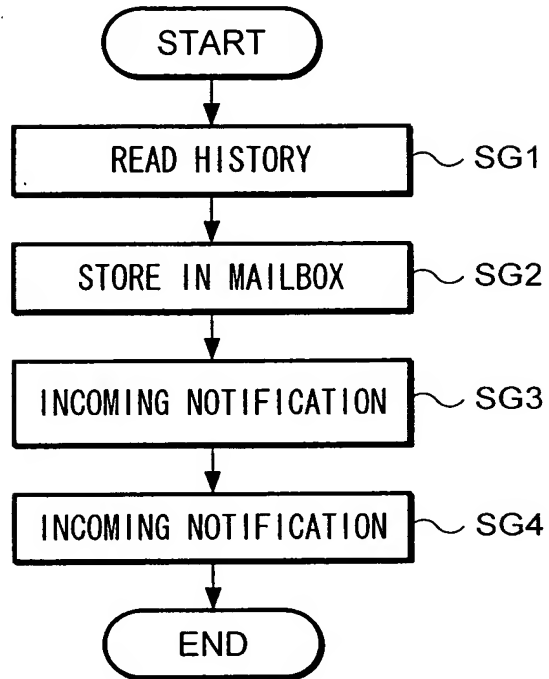 START
READ HISTORY SG1
STORE IN MAILBOX SG2
INCOMING NOTIFICATION SG3
INCOMING NOTIFICATION SG4
END